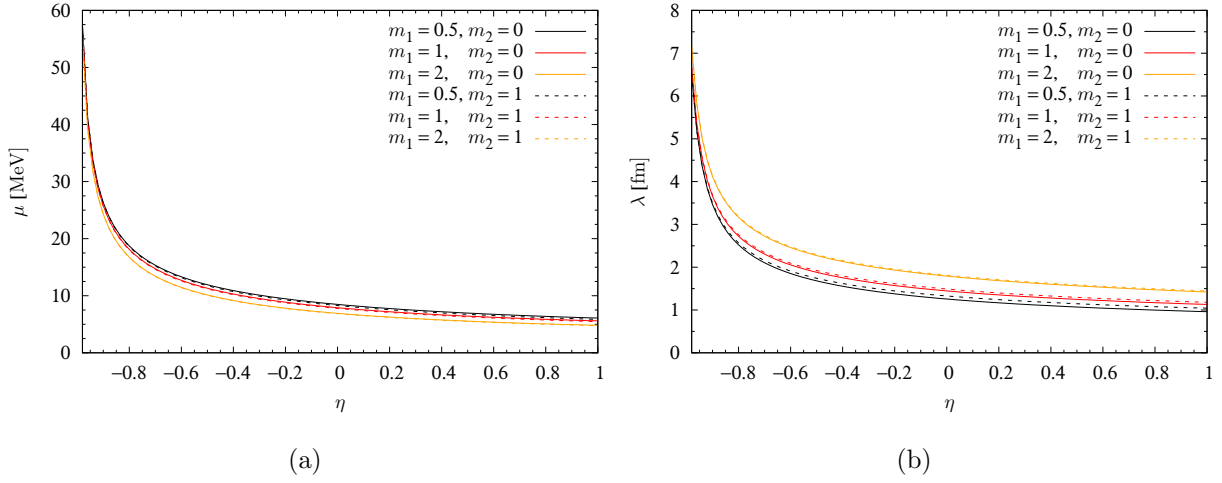 60
50
40
30
20
10
0
μ [MeV]
m1 = 0.5, m2 = 0
m1 = 1, m2 = 0
m1 = 2, m2 = 0
m1 = 0.5, m2 = 1
m1 = 1, m2 = 1
m1 = 2, m2 = 1
−0.8 −0.6 −0.4 −0.2 0 0.2 0.4 0.6 0.8 1
η
(a)
8
7
6
5
4
3
2
1
0
λ [fm]
m1 = 0.5, m2 = 0
m1 = 1, m2 = 0
m1 = 2, m2 = 0
m1 = 0.5, m2 = 1
m1 = 1, m2 = 1
m1 = 2, m2 = 1
−0.8 −0.6 −0.4 −0.2 0 0.2 0.4 0.6 0.8 1
η
(b)